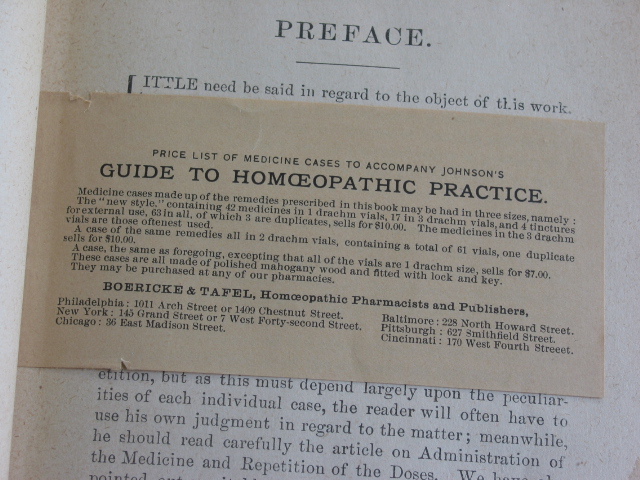 PREFACE.
LITTLE need be said in regard to the object of this work.
PRICE LIST OF MEDICINE CASES TO ACCOMPANY JOHNSON'S
GUIDE TO HOMŒOPATHIC PRACTICE.
Medicine cases made up of the remedies prescribed in this book may be had in three sizes, namely:
The "new style," containing 42 medicines in 1 drachm vials, 17 in 3 drachm vials, and 4 tinctures
for external use, 63 in all, of which 3 are duplicates, sells for $10.00. The medicines in the 3 drachm
vials are those oftenest used.
A case of the same remedies all in 2 drachm vials, containing a total of 61 vials, one duplicate
sells for $10.00.
A case, the same as foregoing, excepting that all of the vials are 1 drachm size, sells for $7.00.
These cases are all made of polished mahogany wood and fitted with lock and key.
They may be purchased at any of our pharmacies.
BOERICKE & TAFEL, Homœopathic Pharmacists and Publishers,
Philadelphia: 1011 Arch Street or 1409 Chestnut Street.
New York: 145 Grand Street or 7 West Forty-second Street.
Chicago: 36 East Madison Street.
Baltimore: 228 North Howard Street.
Pittsburgh: 627 Smithfield Street.
Cincinnati: 170 West Fourth Streeet.
etition, but as this must depend largely upon the peculiar-
ities of each individual case, the reader will often have to
use his own judgment in regard to the matter; meanwhile,
he should read carefully the article on Administration of
the Medicine and Repetition of the Doses. We have
pointed out